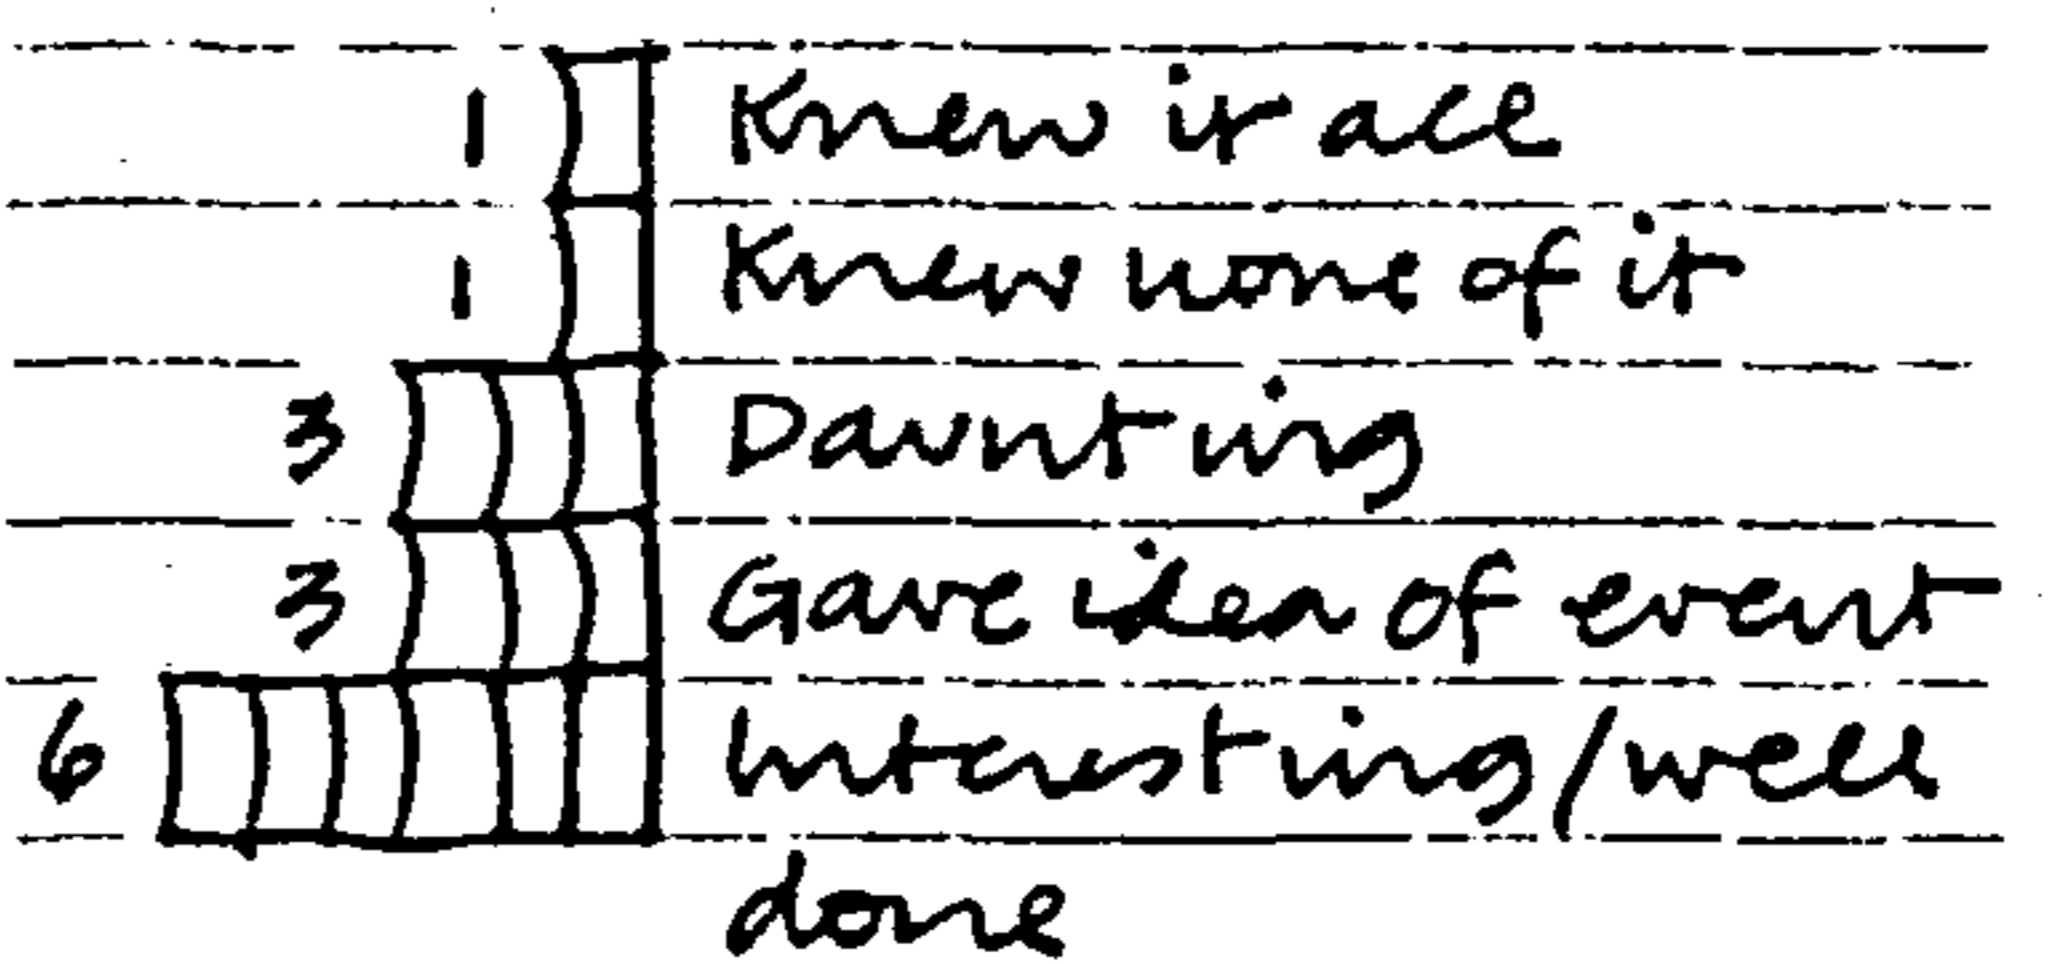 1 Knew it all
1 Knew none of it
3 Daunting
3 Gave idea of event
6 Interesting/well
done